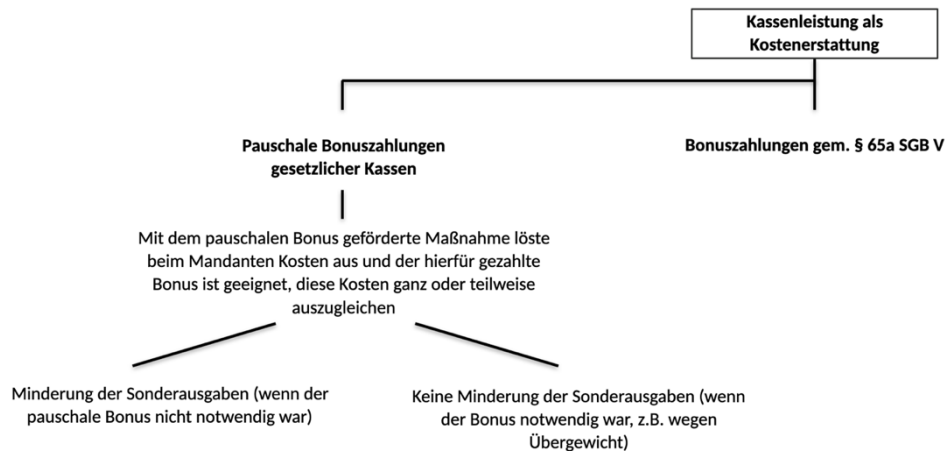 Kassenleistung als
Kostenerstattung
Pauschale Bonuszahlungen
gesetzlicher Kassen
Bonuszahlungen gem. § 65a SGB V
Mit dem pauschalen Bonus geförderte Maßnahme löste
beim Mandanten Kosten aus und der hierfür gezahlte
Bonus ist geeignet, diese Kosten ganz oder teilweise
auszugleichen
Minderung der Sonderausgaben (wenn der
pauschale Bonus nicht notwendig war)
Keine Minderung der Sonderausgaben (wenn
der Bonus notwendig war, z.B. wegen
Übergewicht)